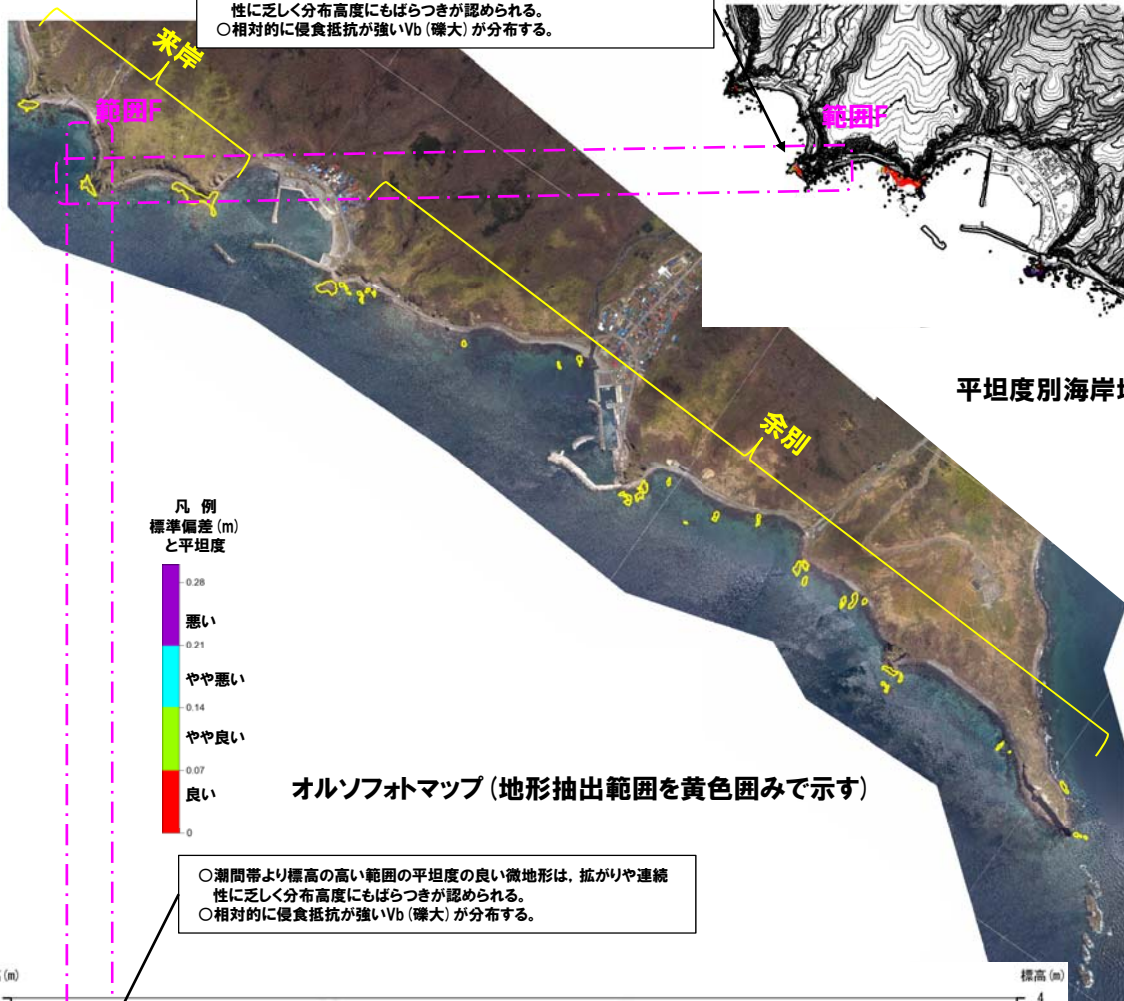 性に乏しく分布高度にもばらつきが認められる。
○相対的に侵食抵抗が強いVb(礫大)が分布する。
来岸
範囲F
範囲F
平坦度別海岸
余別
凡 例
標準偏差(m)
と平坦度
0.28
悪い
0.21
やや悪い
0.14
やや良い
0.07
良い
0
オルソフォトマップ(地形抽出範囲を黄色囲みで示す)
○潮間帯より標高の高い範囲の平坦度の良い微地形は,拡がりや連続
性に乏しく分布高度にもばらつきが認められる。
○相対的に侵食抵抗が強いVb(礫大)が分布する。
(m)
標高(m)
4